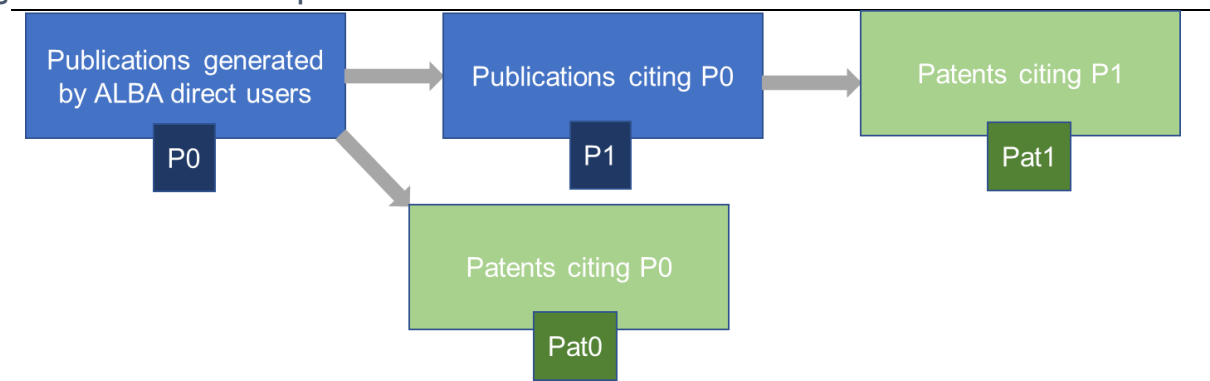 Publications generated
by ALBA direct users
P0
Publications citing P0
P1
Patents citing P1
Pat1
Patents citing P0
Pat0